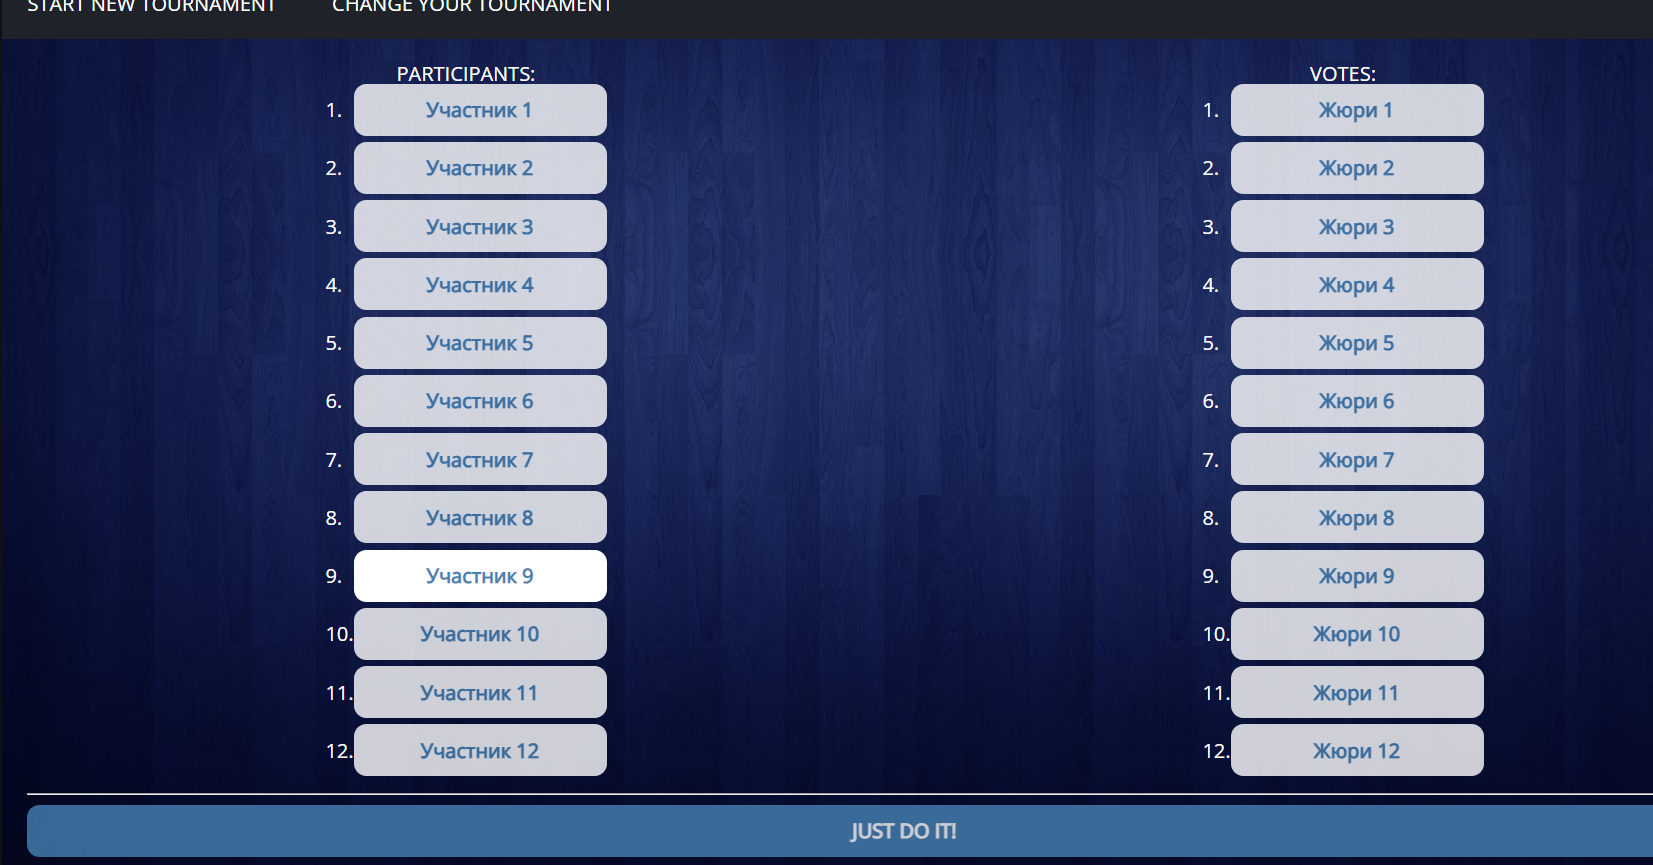 START NEW TOURNAMENT CHANGE YOUR TOURNAMENT
PARTICIPANTS:
1. Участник 1
2. Участник 2
3. Участник 3
4. Участник 4
5. Участник 5
6. Участник 6
7. Участник 7
8. Участник 8
9. Участник 9
10. Участник 10
11. Участник 11
12. Участник 12
VOTES:
1. Жюри 1
2. Жюри 2
3. Жюри 3
4. Жюри 4
5. Жюри 5
6. Жюри 6
7. Жюри 7
8. Жюри 8
9. Жюри 9
10. Жюри 10
11. Жюри 11
12. Жюри 12
JUST DO IT!